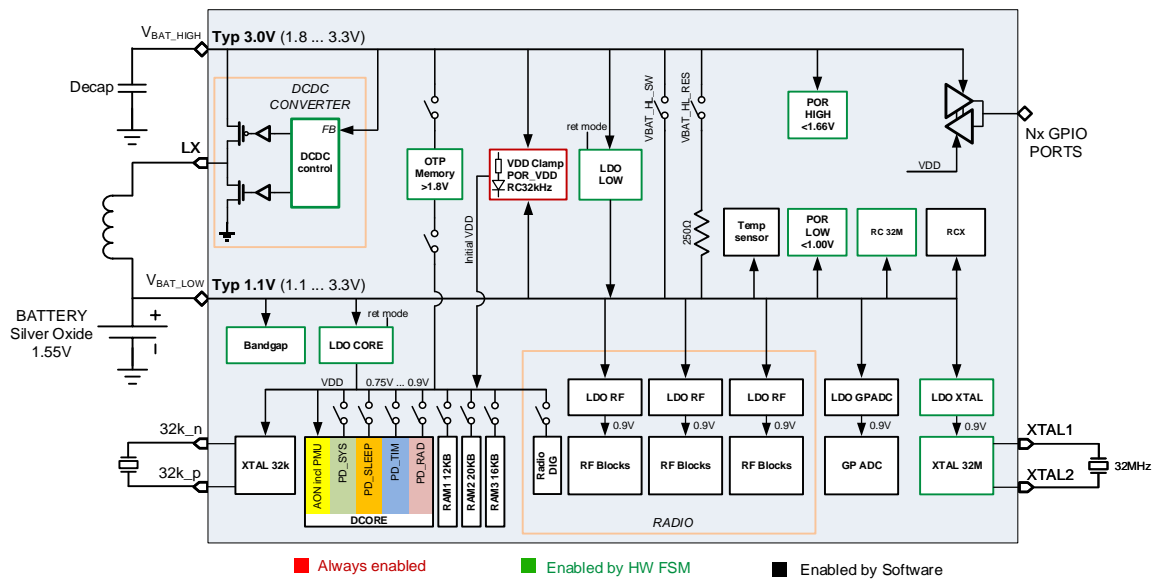 V_BAT_HIGH
Typ 3.0V (1.8 ... 3.3V)
Decap
DCDC
CONVERTER
FB
DCDC
control
LX
OTP
Memory
>1.8V
VDD Clamp
POR_VDD
RC32kHz
Initial VDD
ret mode
LDO
LOW
VBAT_HL_SW
VBAT_HL_RES
250Ω
POR
HIGH
<1.66V
VDD
Nx GPIO
PORTS
Temp
sensor
POR
LOW
<1.00V
RC 32M
RCX
V_BAT_LOW
Typ 1.1V (1.1 ... 3.3V)
BATTERY
Silver Oxide
1.55V
+
Bandgap
LDO CORE
ret mode
VDD
0.75V ... 0.9V
LDO RF
LDO RF
LDO RF
LDO GPADC
LDO XTAL
0.9V
0.9V
0.9V
0.9V
0.9V
32k_n
32k_p
XTAL 32k
AON incl PMU
PD_SYS
PD_SLEEP
PD_TIM
PD_RAD
DCORE
RAM1 12KB
RAM2 20KB
RAM3 16KB
Radio
DIG
RF Blocks
RF Blocks
RF Blocks
RADIO
GP ADC
XTAL 32M
XTAL1
XTAL2
32MHz
Always enabled
Enabled by HW FSM
Enabled by Software